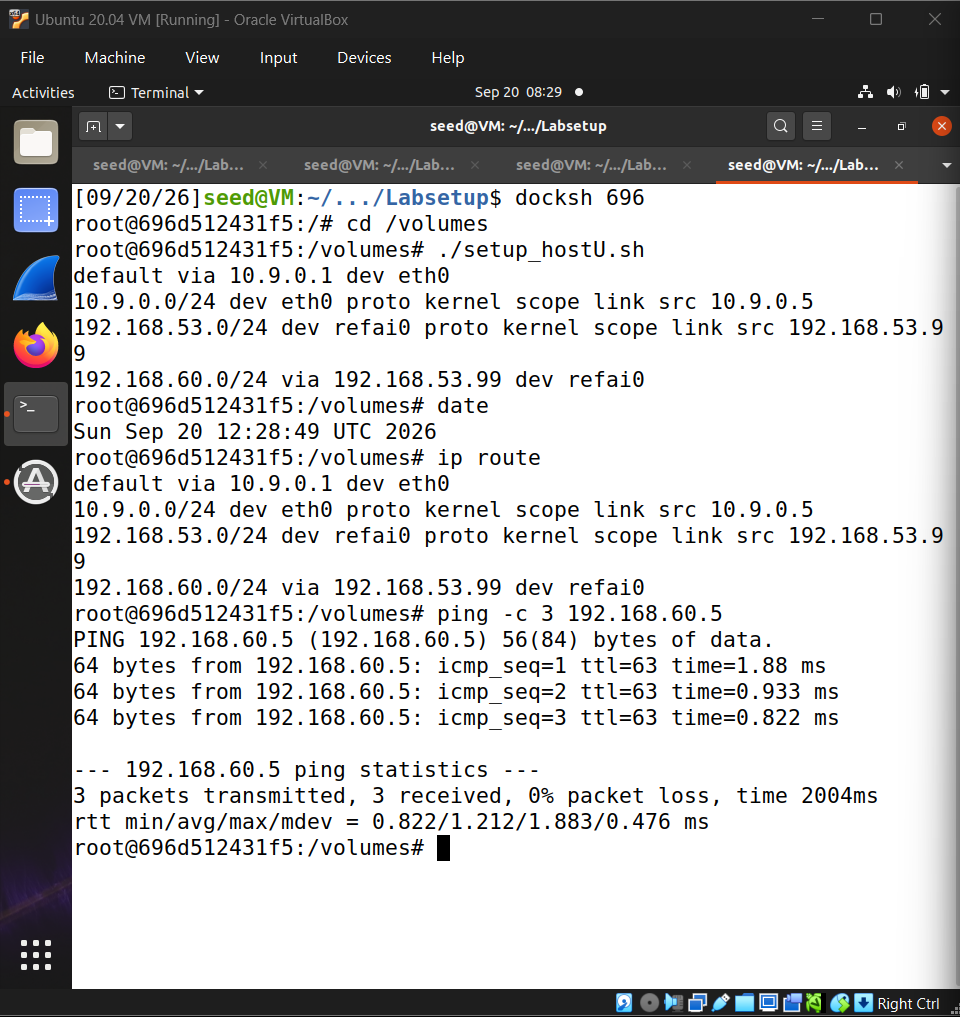 Ubuntu 20.04 VM [Running] - Oracle VirtualBox
File Machine View Input Devices Help
Activities Terminal Sep 20 08:29
seed@VM: ~/.../Labsetup
seed@VM: ~/.../Lab... seed@VM: ~/.../Lab... seed@VM: ~/.../Lab... seed@VM: ~/.../Lab...
[09/20/26]seed@VM:~/.../Labsetup$ docksh 696
root@696d512431f5:/# cd /volumes
root@696d512431f5:/volumes# ./setup_hostU.sh
default via 10.9.0.1 dev eth0
10.9.0.0/24 dev eth0 proto kernel scope link src 10.9.0.5
192.168.53.0/24 dev refai0 proto kernel scope link src 192.168.53.9
9
192.168.60.0/24 via 192.168.53.99 dev refai0
root@696d512431f5:/volumes# date
Sun Sep 20 12:28:49 UTC 2026
root@696d512431f5:/volumes# ip route
default via 10.9.0.1 dev eth0
10.9.0.0/24 dev eth0 proto kernel scope link src 10.9.0.5
192.168.53.0/24 dev refai0 proto kernel scope link src 192.168.53.9
9
192.168.60.0/24 via 192.168.53.99 dev refai0
root@696d512431f5:/volumes# ping -c 3 192.168.60.5
PING 192.168.60.5 (192.168.60.5) 56(84) bytes of data.
64 bytes from 192.168.60.5: icmp_seq=1 ttl=63 time=1.88 ms
64 bytes from 192.168.60.5: icmp_seq=2 ttl=63 time=0.933 ms
64 bytes from 192.168.60.5: icmp_seq=3 ttl=63 time=0.822 ms
--- 192.168.60.5 ping statistics ---
3 packets transmitted, 3 received, 0% packet loss, time 2004ms
rtt min/avg/max/mdev = 0.822/1.212/1.883/0.476 ms
root@696d512431f5:/volumes#
Right Ctrl